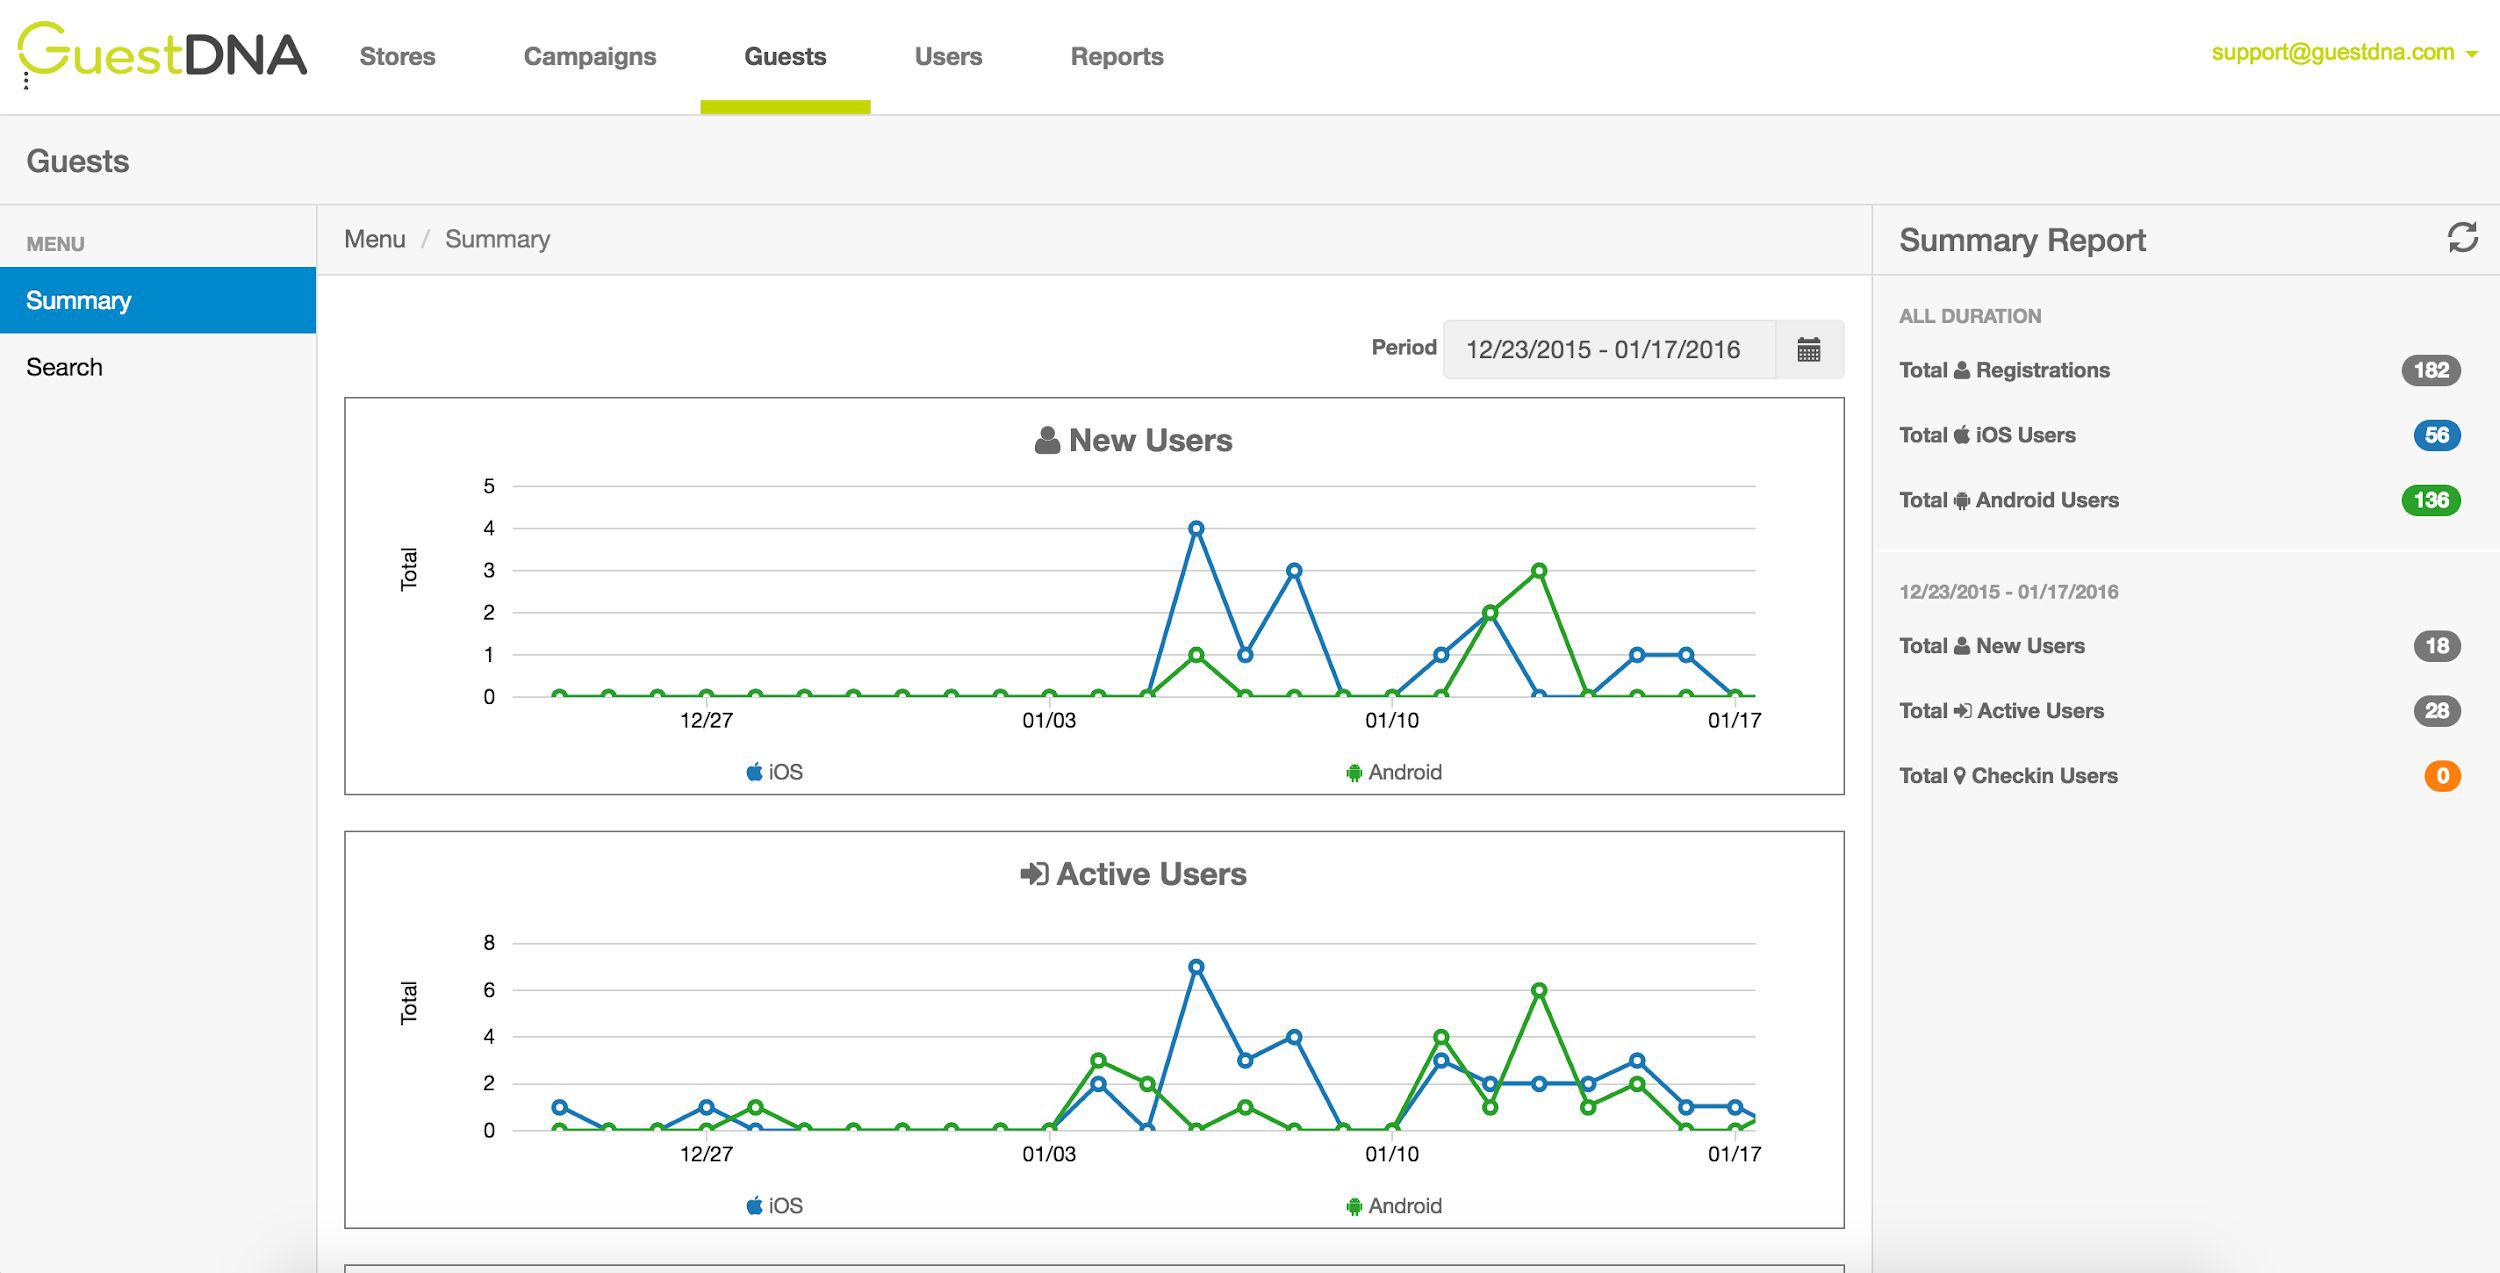 GuestDNA
Stores Campaigns Guests Users Reports
support@guestdna.com
Guests
MENU
Summary
Search
Menu / Summary
Period 12/23/2015 - 01/17/2016
New Users
Total
5
4
3
2
1
0
12/27 01/03 01/10 01/17
iOS Android
Active Users
Total
8
6
4
2
0
12/27 01/03 01/10 01/17
iOS Android
Summary Report
ALL DURATION
Total Registrations 182
Total iOS Users 56
Total Android Users 136
12/23/2015 - 01/17/2016
Total New Users 18
Total Active Users 28
Total Checkin Users 0